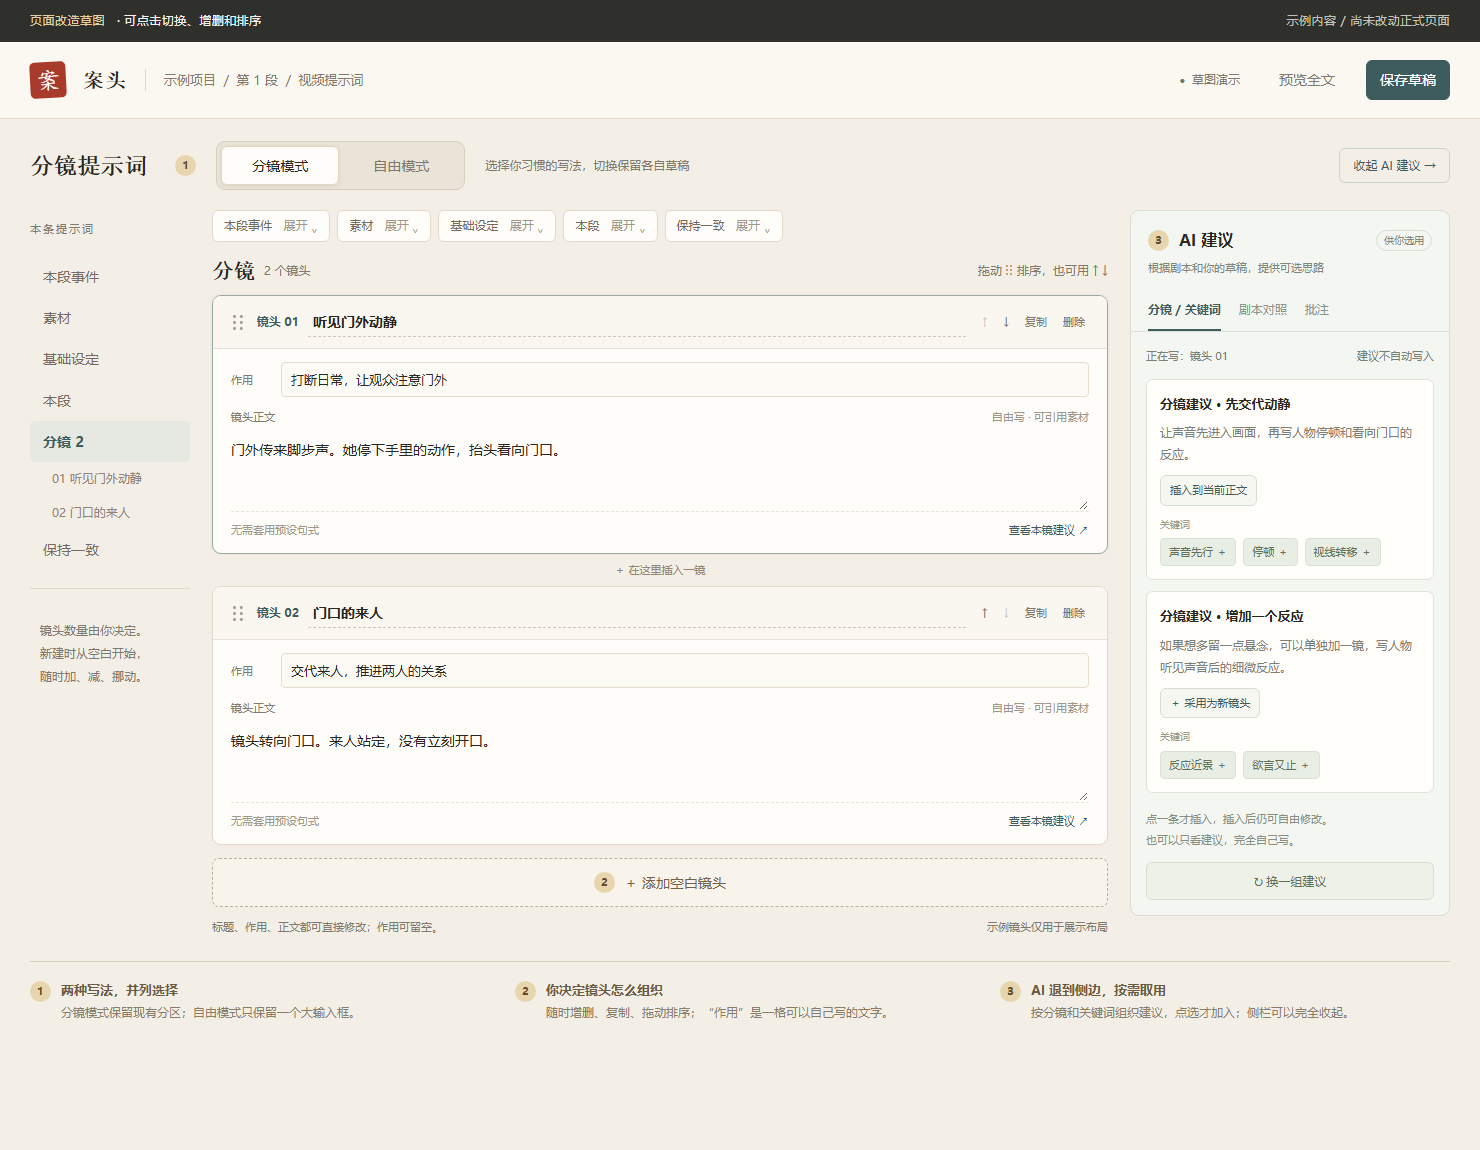 页面改造草图 · 可点击切换、增删和排序
示例内容 / 尚未改动正式页面
案 案头 示例项目 / 第 1 段 / 视频提示词
• 草图演示 预览全文 保存草稿
分镜提示词 1 分镜模式 自由模式 选择你习惯的写法，切换保留各自草稿
收起 AI 建议 →
本条提示词
本段事件
素材
基础设定
本段
分镜 2
01 听见门外动静
02 门口的来人
保持一致
镜头数量由你决定。
新建时从空白开始，
随时加、减、挪动。
本段事件 展开 素材 展开 基础设定 展开 本段 展开 保持一致 展开
分镜 2 个镜头
拖动 ⠿ 排序，也可用 ↑↓
镜头 01 听见门外动静 ↑ ↓ 复制 删除
作用 打断日常，让观众注意门外
镜头正文 自由写 · 可引用素材
门外传来脚步声。她停下手里的动作，抬头看向门口。
无需套用预设句式 查看本镜建议 ↗
+ 在这里插入一镜
镜头 02 门口的来人 ↑ ↓ 复制 删除
作用 交代来人，推进两人的关系
镜头正文 自由写 · 可引用素材
镜头转向门口。来人站定，没有立刻开口。
无需套用预设句式 查看本镜建议 ↗
2 + 添加空白镜头
标题、作用、正文都可直接修改；作用可留空。
示例镜头仅用于展示布局
3 AI 建议 供你选用
根据剧本和你的草稿，提供可选思路
分镜 / 关键词 剧本对照 批注
正在写：镜头 01 建议不自动写入
分镜建议 • 先交代动静
让声音先进入画面，再写人物停顿和看向门口的
反应。
插入到当前正文
关键词
声音先行 + 停顿 + 视线转移 +
分镜建议 • 增加一个反应
如果想多留一点悬念，可以单独加一镜，写人物
听见声音后的细微反应。
+ 采用为新镜头
关键词
反应近景 + 欲言又止 +
点一条才插入，插入后仍可自由修改。
也可以只看建议，完全自己写。
↻ 换一组建议
1 两种写法，并列选择
分镜模式保留现有分区；自由模式只保留一个大输入框。
2 你决定镜头怎么组织
随时增删、复制、拖动排序；“作用”是一格可以自己写的文字。
3 AI 退到侧边，按需取用
按分镜和关键词组织建议，点选才加入；侧栏可以完全收起。